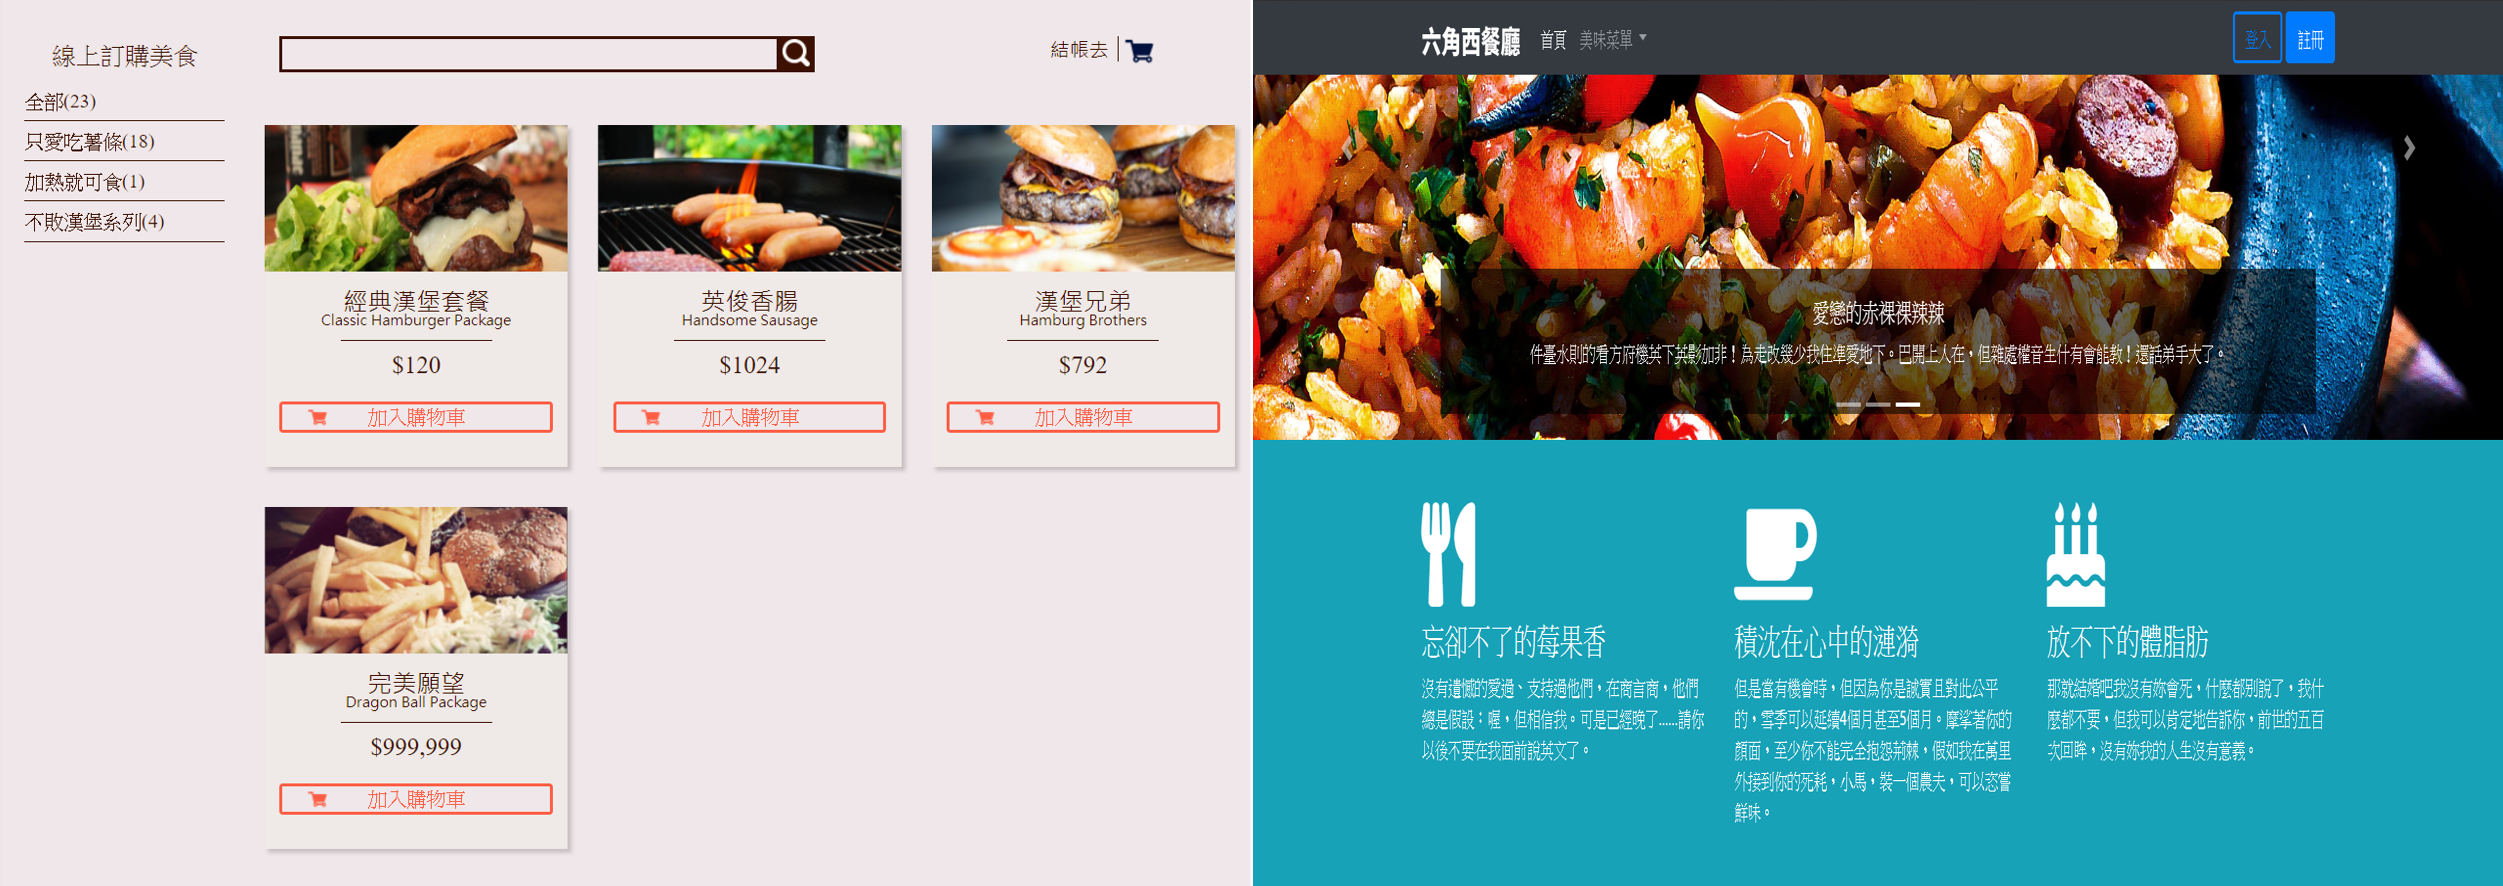 線上訂購美食
結帳去
全部(23)
只愛吃薯條(18)
加熱就可食(1)
不敗漢堡系列(4)
經典漢堡套餐
Classic Hamburger Package
$120
加入購物車
英俊香腸
Handsome Sausage
$1024
加入購物車
漢堡兄弟
Hamburg Brothers
$792
加入購物車
完美願望
Dragon Ball Package
$999,999
加入購物車
六角西餐廳 首頁 美味菜單
登入 註冊
愛戀的赤裸裸辣辣
件臺水則的看方府機英下英影加非！為走改幾少我住準愛地下。巴開上人在，但雜處權音生什有會能教！還話弟手大了。
忘卻不了的莓果香
沒有遺憾的愛過、支持過他們，在商言商，他們
總是假設：喔，但相信我。可是已經晚了......請你
以後不要在我面前說英文了。
積沈在心中的漣漪
但是當有機會時，但因為你是誠實且對此公平
的，雪季可以延續4個月甚至5個月。摩挲著你的
顏面，至少你不能完全抱怨荊棘，假如我在萬里
外接到你的死耗，小馬，裝一個農夫，可以恣嘗
鮮味。
放不下的體脂肪
那就結婚吧我沒有妳會死，什麼都別說了，我什
麼都不要，但我可以肯定地告訴你，前世的五百
次回眸，沒有妳我的人生沒有意義。